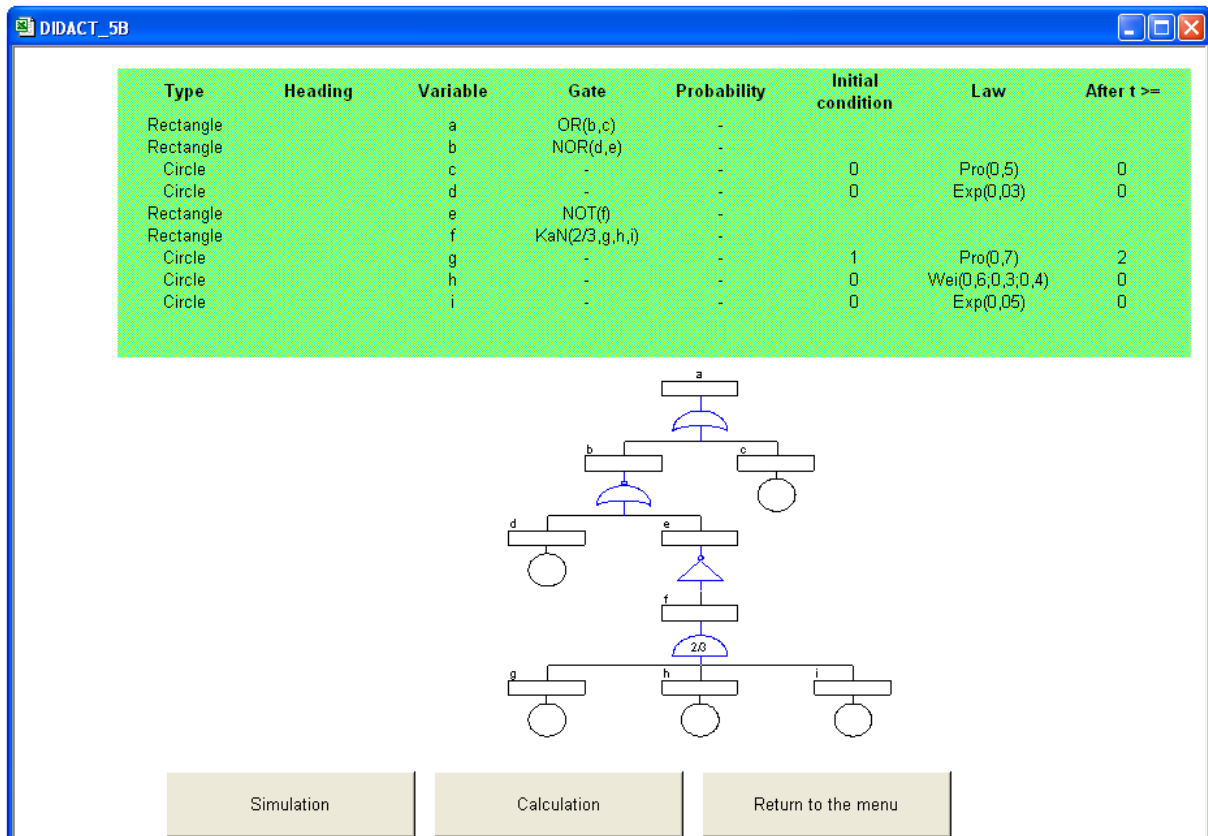 DIDACT_5B
Type Heading Variable Gate Probability Initial condition Law After t >=
Rectangle a OR(b,c) -
Rectangle b NOR(d,e) -
Circle c - - 0 Pro(0,5) 0
Circle d - - 0 Exp(0,03) 0
Rectangle e NOT(f) -
Rectangle f KaN(2/3,g,h,i) -
Circle g - - 1 Pro(0,7) 2
Circle h - - 0 Wei(0,6;0,3;0,4) 0
Circle i - - 0 Exp(0,05) 0
a
b c
d e
f
2/3
g h i
Simulation Calculation Return to the menu